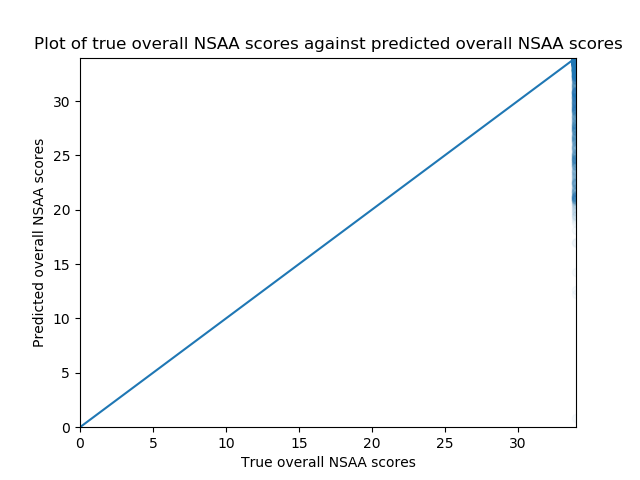 Plot of true overall NSAA scores against predicted overall NSAA scores
Predicted overall NSAA scores
30
25
20
15
10
5
0
0 5 10 15 20 25 30
True overall NSAA scores